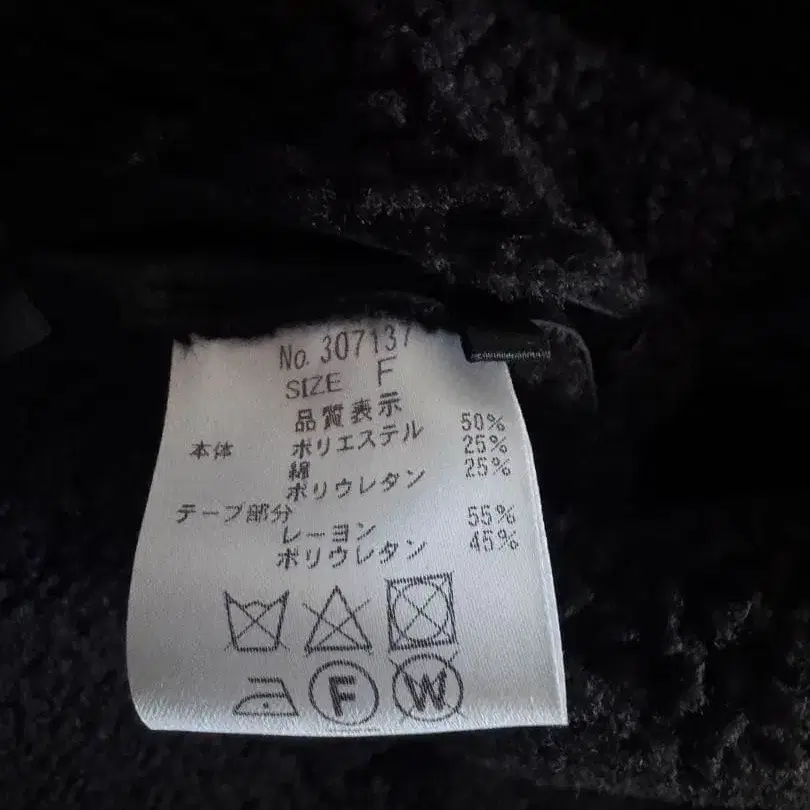 No. 307137
SIZE F
品質表示
本体 ポリエステル 50%
綿 25%
ポリウレタン 25%
テープ部分
レーヨン 55%
ポリウレタン 45%
F W